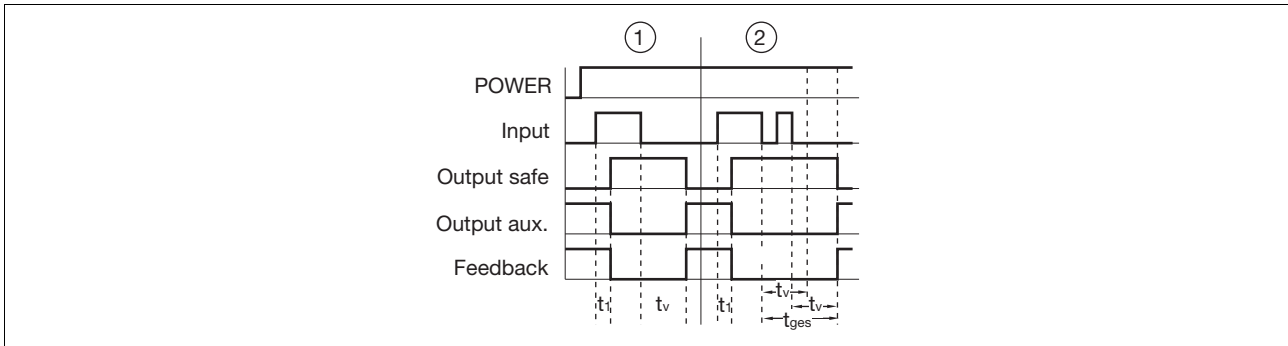 ① ②
POWER
Input
Output safe
Output aux.
Feedback
t1 tv t1 tv tv
tges